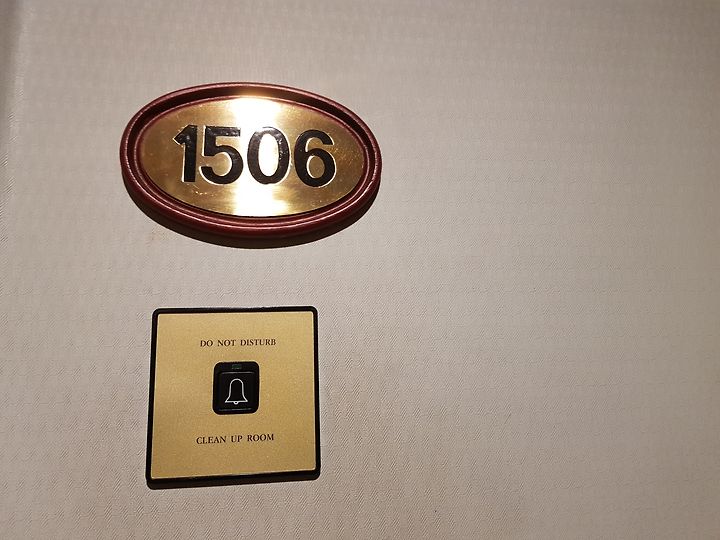 1506
DO NOT DISTURB
CLEAN UP ROOM